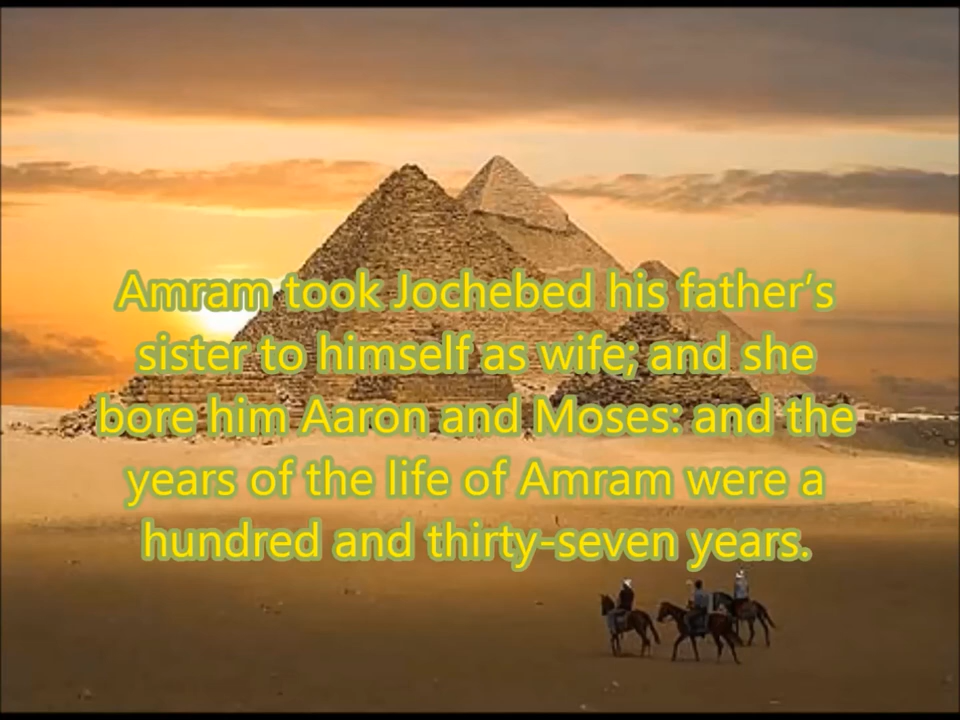 Amram took Jochebed his father’s
sister to himself as wife; and she
bore him Aaron and Moses: and the
years of the life of Amram were a
hundred and thirty-seven years.